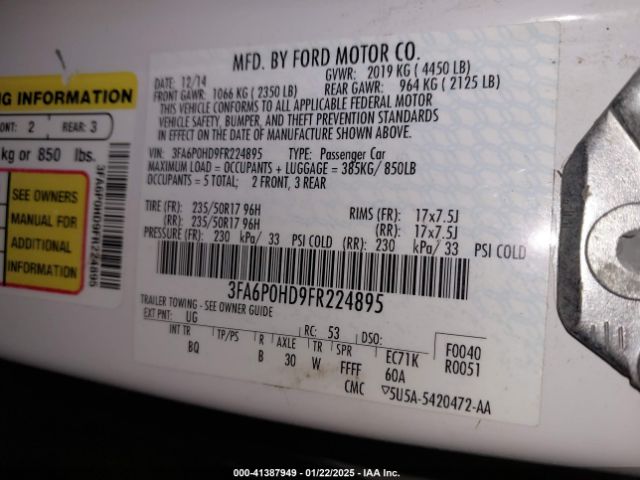 MFD. BY FORD MOTOR CO.
12/14
GVWR: 2019 KG ( 4450 LB)
FRONT GAWR: 1066 KG ( 2350 LB)
REAR GAWR: 964 KG ( 2125 LB)
THIS VEHICLE CONFORMS TO ALL APPLICABLE FEDERAL MOTOR
VEHICLE SAFETY, BUMPER, AND THEFT PREVENTION STANDARDS
IN EFFECT ON THE DATE OF MANUFACTURE SHOWN ABOVE.
VIN: 3FA6P0HD9FR224895 TYPE: Passenger Car
MAXIMUM LOAD = OCCUPANTS + LUGGAGE = 385KG/ 850LB
OCCUPANTS = 5 TOTAL; 2 FRONT, 3 REAR
TIRE (FR): 235/50R17 96H RIMS (FR): 17x7.5J
(RR): 235/50R17 96H (RR): 17x7.5J
PRESSURE (FR): 230 kPa/ 33 PSI COLD (RR): 230 kPa/ 33 PSI COLD
3FA6P0HD9FR224895
TRAILER TOWING - SEE OWNER GUIDE
EXT PNT: UG RC: 53 DSO:
INT TR TP/PS R AXLE TR SPR EC71K F0040
BQ B 30 W FFFF 60A R0051
CMC ▽5U5A-5420472-AA
NG INFORMATION
ONT: 2 REAR: 3
kg or 850 lbs.
SEE OWNERS
MANUAL FOR
ADDITIONAL
INFORMATION
3FA6P0HD9FR224895
000-41387949 - 01/22/2025 - IAA Inc.